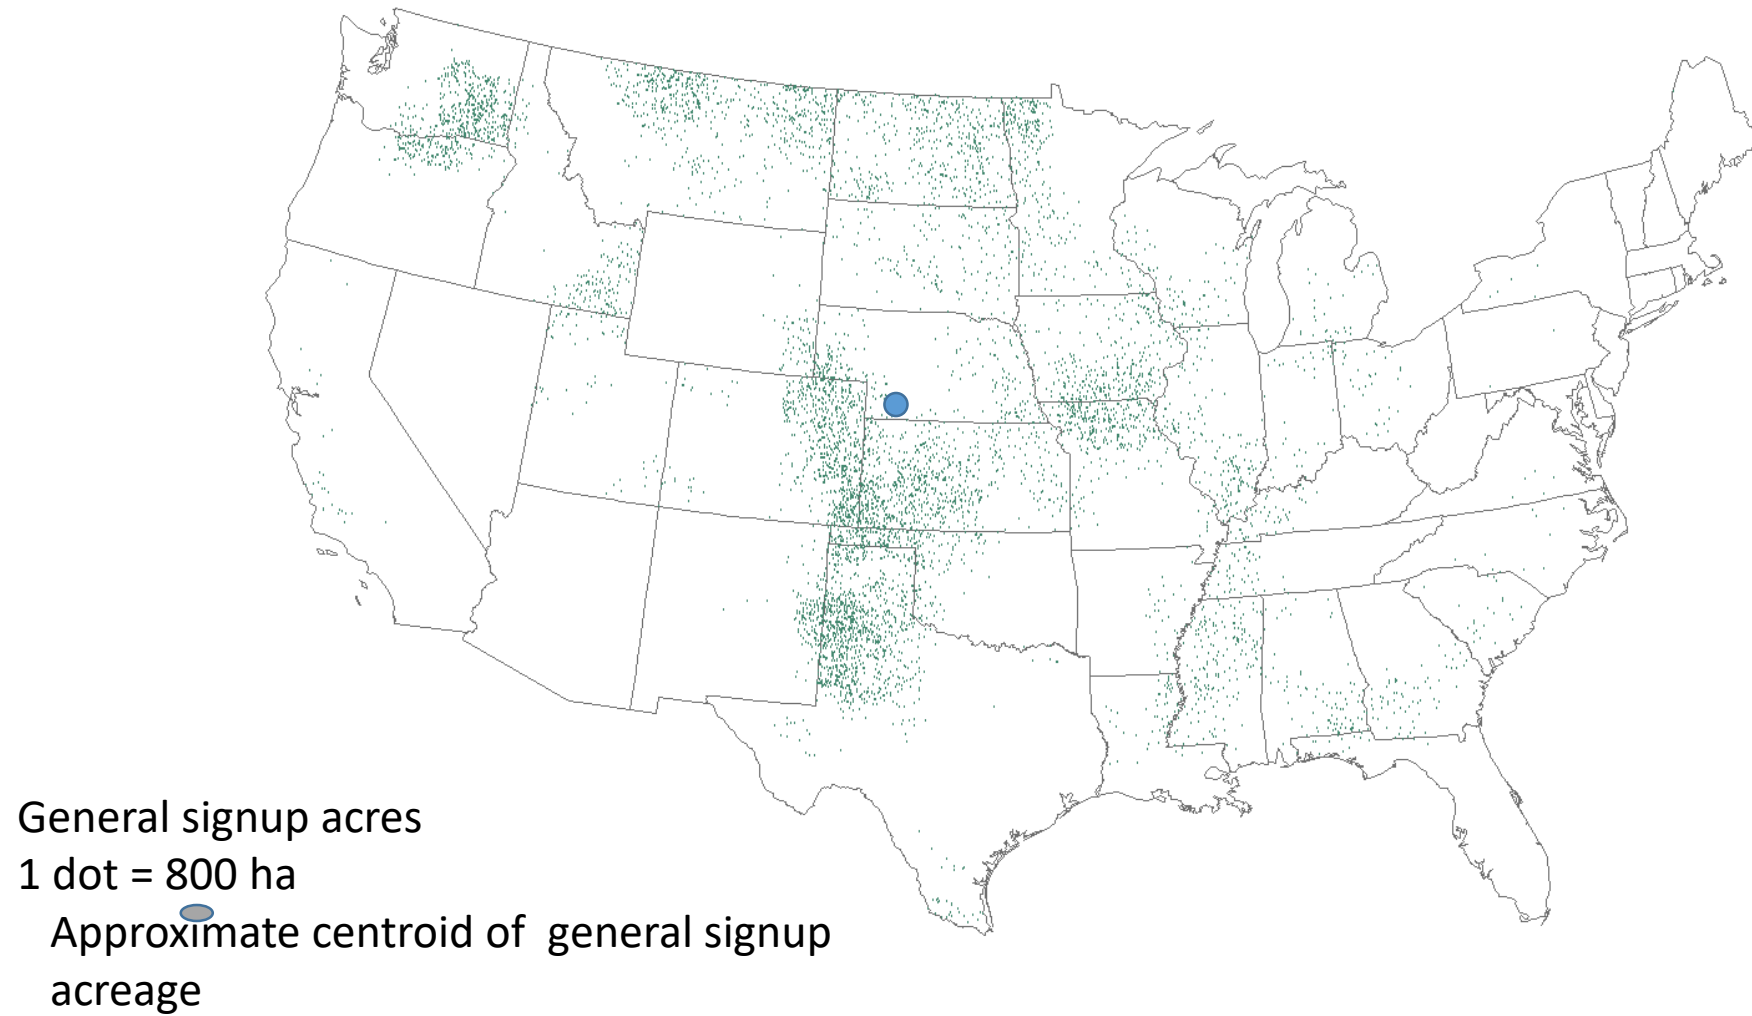 General signup acres
1 dot = 800 ha
Approximate centroid of general signup
acreage